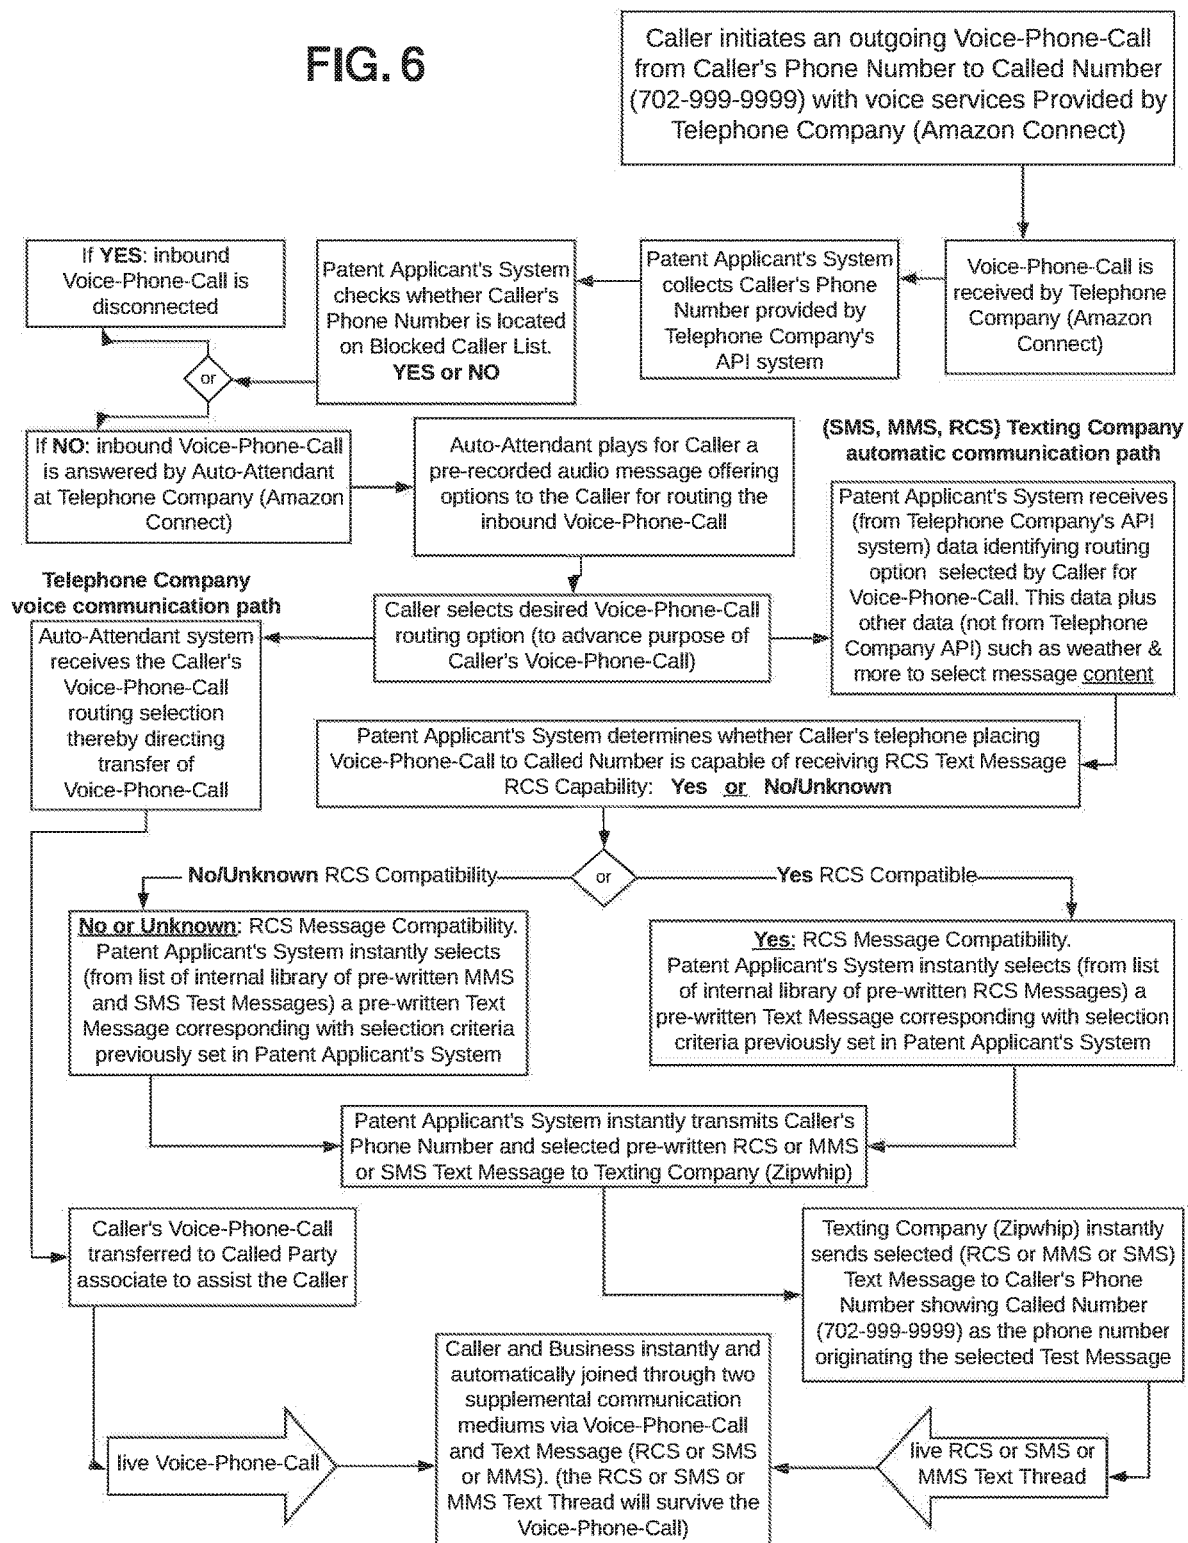 FIG. 6
Caller initiates an outgoing Voice-Phone-Call
from Caller's Phone Number to Called Number
(702-999-9999) with voice services Provided by
Telephone Company (Amazon Connect)
Voice-Phone-Call is
received by Telephone
Company (Amazon
Connect)
Patent Applicant's System
collects Caller's Phone
Number provided by
Telephone Company's
API system
Patent Applicant's System
checks whether Caller's
Phone Number is located
on Blocked Caller List.
YES or NO
or
If YES: inbound
Voice-Phone-Call is
disconnected
If NO: inbound Voice-Phone-Call
is answered by Auto-Attendant
at Telephone Company (Amazon
Connect)
Auto-Attendant plays for Caller a
pre-recorded audio message offering
options to the Caller for routing the
inbound Voice-Phone-Call
Caller selects desired Voice-Phone-Call
routing option (to advance purpose of
Caller's Voice-Phone-Call)
Telephone Company
voice communication path
Auto-Attendant system
receives the Caller's
Voice-Phone-Call
routing selection
thereby directing
transfer of
Voice-Phone-Call
(SMS, MMS, RCS) Texting Company
automatic communication path
Patent Applicant's System receives
(from Telephone Company's API
system) data identifying routing
option selected by Caller for
Voice-Phone-Call. This data plus
other data (not from Telephone
Company API) such as weather &
more to select message content
Patent Applicant's System determines whether Caller's telephone placing
Voice-Phone-Call to Called Number is capable of receiving RCS Text Message
RCS Capability: Yes or No/Unknown
No/Unknown RCS Compatibility
or
Yes RCS Compatible
No or Unknown: RCS Message Compatibility.
Patent Applicant's System instantly selects
(from list of internal library of pre-written MMS
and SMS Test Messages) a pre-written Text
Message corresponding with selection criteria
previously set in Patent Applicant's System
Yes: RCS Message Compatibility.
Patent Applicant's System instantly selects (from list
of internal library of pre-written RCS Messages) a
pre-written Text Message corresponding with selection
criteria previously set in Patent Applicant's System
Patent Applicant's System instantly transmits Caller's
Phone Number and selected pre-written RCS or MMS
or SMS Text Message to Texting Company (Zipwhip)
Caller's Voice-Phone-Call
transferred to Called Party
associate to assist the Caller
Texting Company (Zipwhip) instantly
sends selected (RCS or MMS or SMS)
Text Message to Caller's Phone
Number showing Called Number
(702-999-9999) as the phone number
originating the selected Test Message
live Voice-Phone-Call
Caller and Business instantly and
automatically joined through two
supplemental communication
mediums via Voice-Phone-Call
and Text Message (RCS or SMS
or MMS). (the RCS or SMS or
MMS Text Thread will survive the
Voice-Phone-Call)
live RCS or SMS or
MMS Text Thread